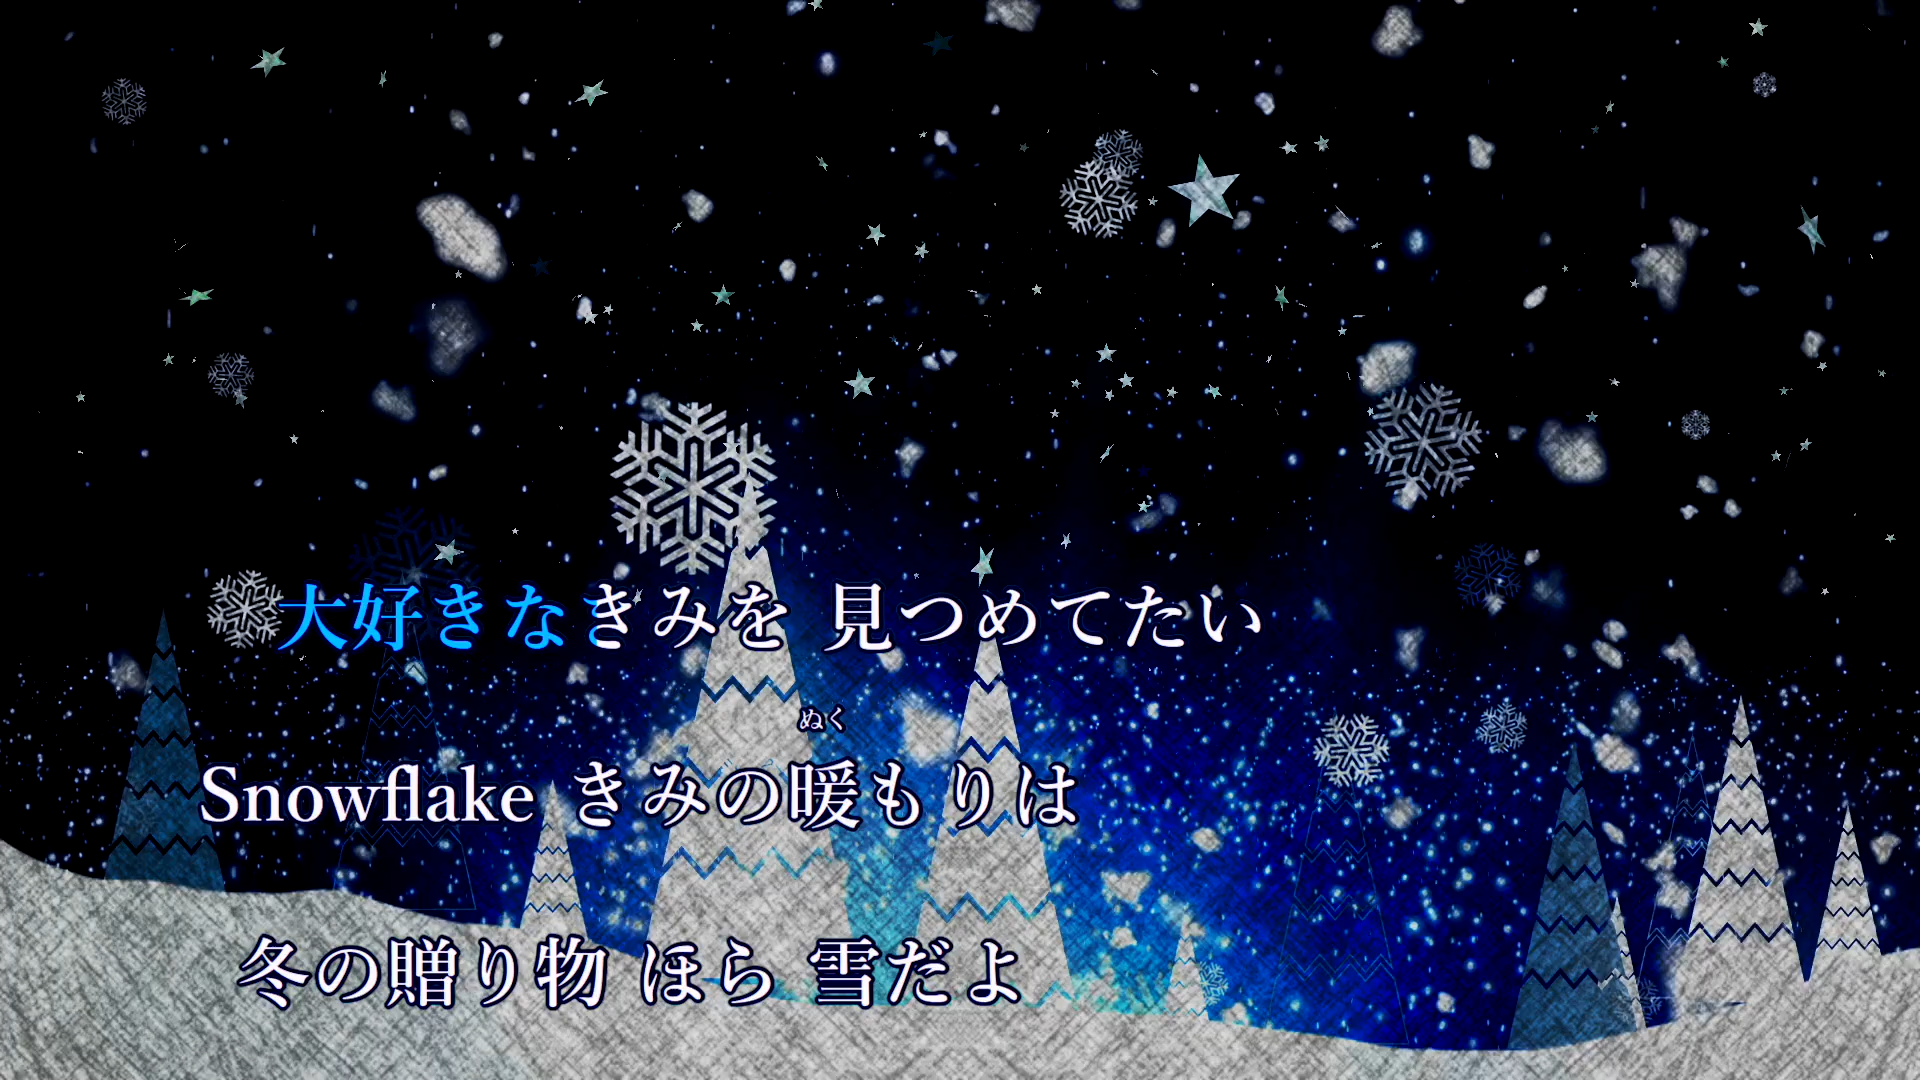 大好きなきみを 見つめてたい
ぬく
Snowflake きみの暖もりは
冬の贈り物 ほら 雪だよ